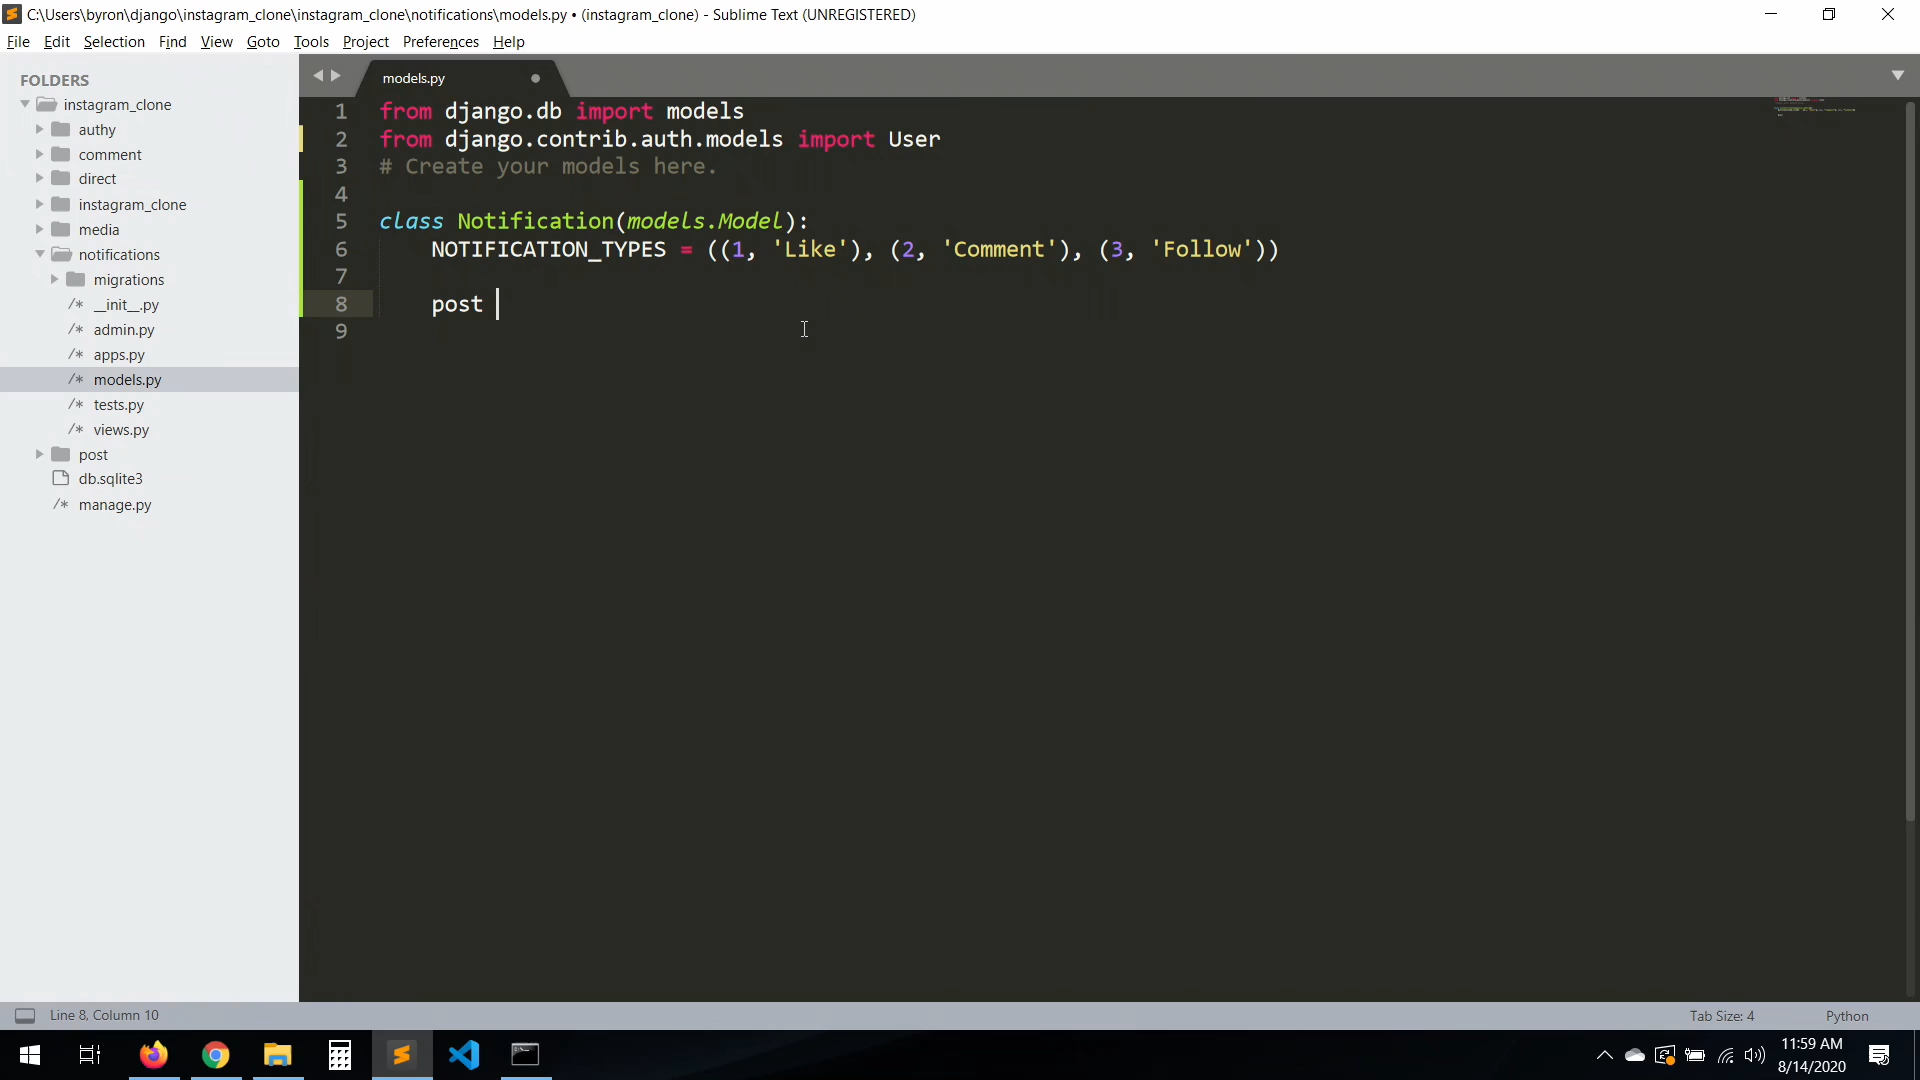 C:\Users\byron\django\instagram_clone\instagram_clone\notifications\models.py • (instagram_clone) - Sublime Text (UNREGISTERED)
File Edit Selection Find View Goto Tools Project Preferences Help
FOLDERS
instagram_clone
authy
comment
direct
instagram_clone
media
notifications
migrations
/* __init__.py
/* admin.py
/* apps.py
/* models.py
/* tests.py
/* views.py
post
db.sqlite3
/* manage.py
models.py
1 from django.db import models
2 from django.contrib.auth.models import User
3 # Create your models here.
4
5 class Notification(models.Model):
6 NOTIFICATION_TYPES = ((1, 'Like'), (2, 'Comment'), (3, 'Follow'))
7
8 post
9
Line 8, Column 10
Tab Size: 4
Python
11:59 AM
8/14/2020